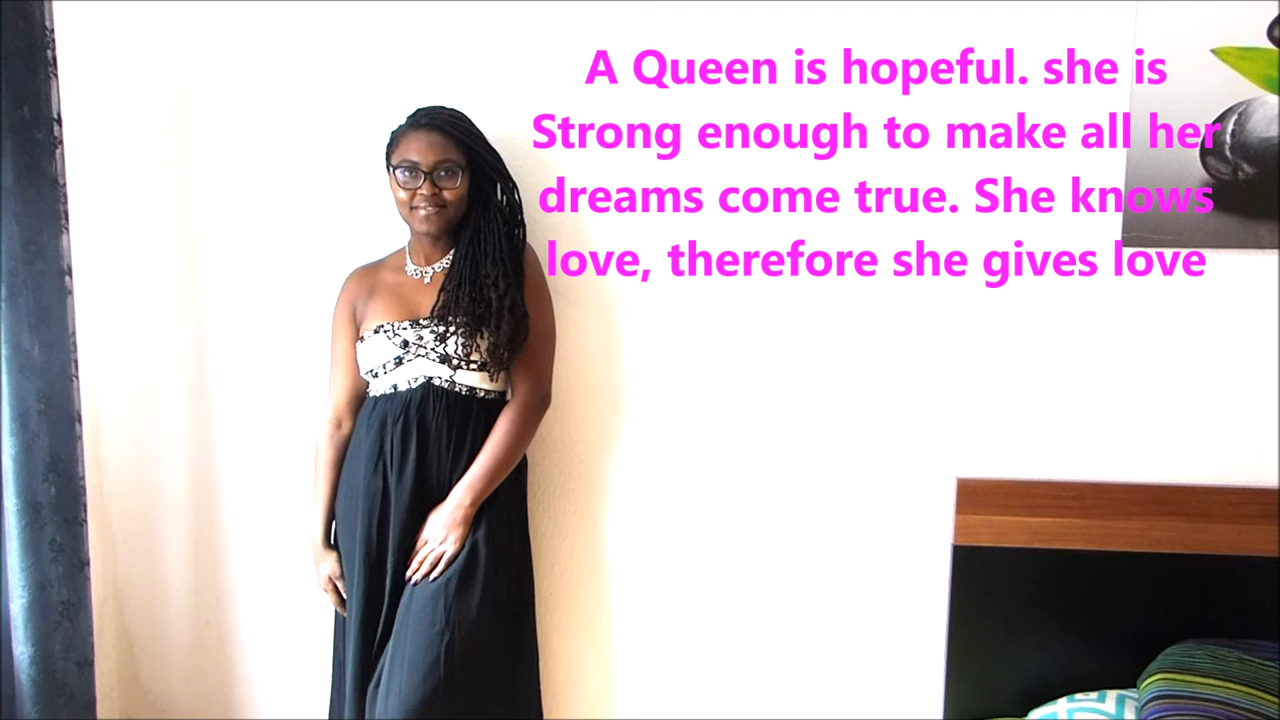 A Queen is hopeful. she is
Strong enough to make all her
dreams come true. She knows
love, therefore she gives love